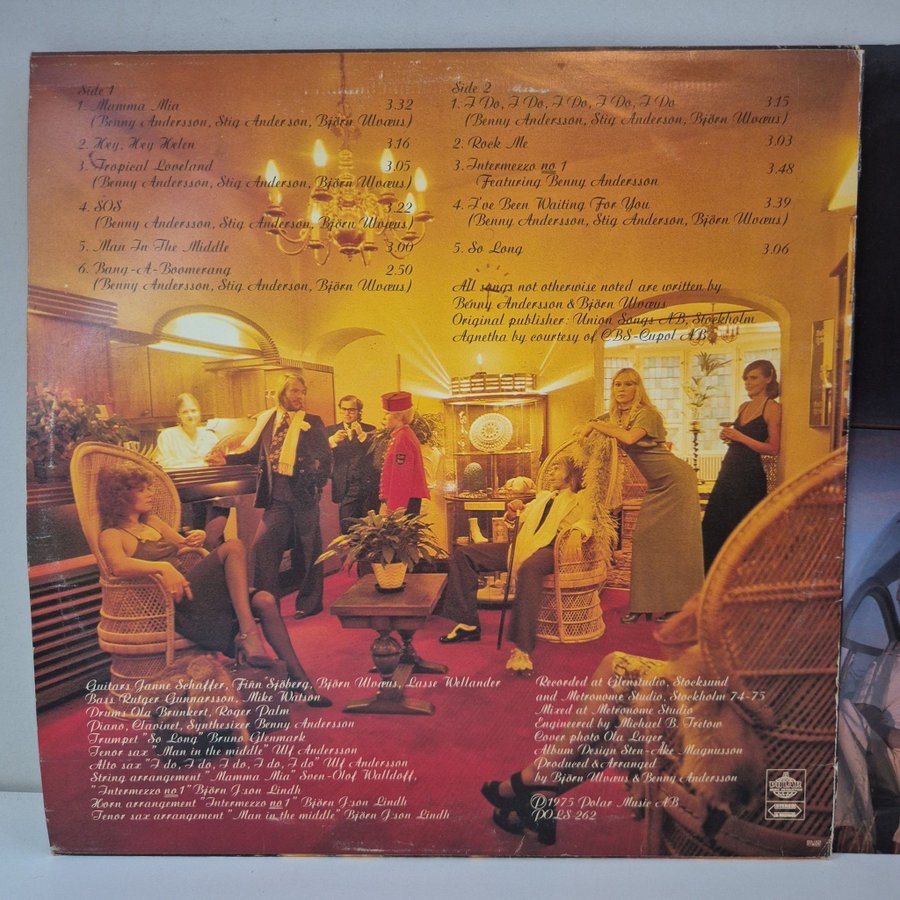 Side 1
1. Mamma Mia 3.32
(Benny Andersson, Stig Anderson, Björn Ulvæus)
2. Hey, Hey Helen 3.16
3. Tropical Loveland 3.05
(Benny Andersson, Stig Anderson, Björn Ulvæus)
4. SOS 3.22
(Benny Andersson, Stig Anderson, Björn Ulvæus)
5. Man In The Middle 3.00
6. Bang-A-Boomerang 2.50
(Benny Andersson, Stig Anderson, Björn Ulvæus)
Side 2
1. I Do, I Do, I Do, I Do, I Do 3.15
(Benny Andersson, Stig Anderson, Björn Ulvæus)
2. Rock Me 3.03
3. Intermezzo no 1 3.48
Featuring Benny Andersson
4. I've Been Waiting For You 3.39
(Benny Andersson, Stig Anderson, Björn Ulvæus)
5. So Long 3.06
All songs not otherwise noted are written by
Benny Andersson & Björn Ulvæus
Original publisher: Union Songs AB, Stockholm
Agnetha by courtesy of CBS-Cupol AB
Guitars Janne Schaffer, Finn Sjöberg, Björn Ulvæus, Lasse Wellander
Bass Rutger Gunnarsson, Mike Watson
Drums Ola Brunkert, Roger Palm
Piano, Clavinet, Synthesizer Benny Andersson
Trumpet "So Long" Bruno Glenmark
Tenor sax "Man in the middle" Ulf Andersson
Alto sax "I do, I do, I do, I do, I do" Ulf Andersson
String arrangement "Mamma Mia" Sven-Olof Walldoff,
"Intermezzo no 1" Björn J:son Lindh
Horn arrangement "Intermezzo no 1" Björn J:son Lindh
Tenor sax arrangement "Man in the middle" Björn J:son Lindh
Recorded at Glenstudio, Stocksund
and Metronome Studio, Stockholm 74-75
Mixed at Metronome Studio
Engineered by Michael B. Tretow
Cover photo Ola Lager
Album Design Sten-Åke Magnusson
Produced & Arranged
by Björn Ulvæus & Benny Andersson
Ⓟ 1975 Polar Music AB
POLS 262
STEREO